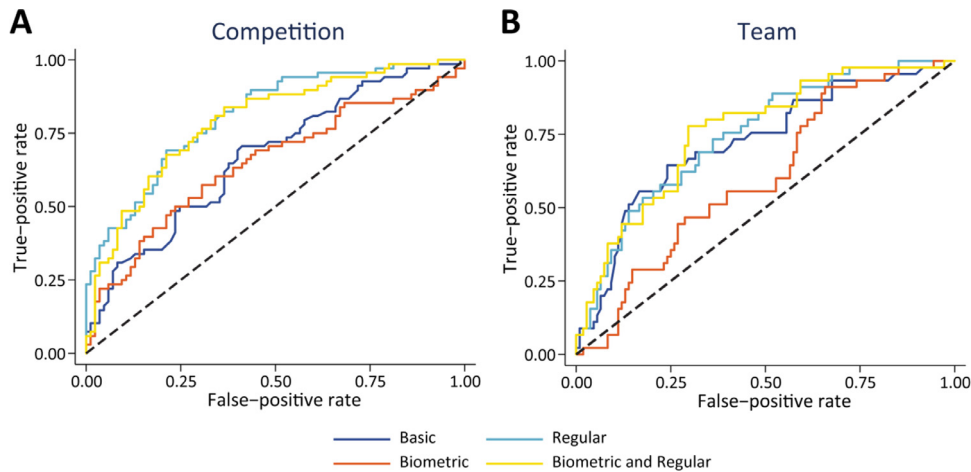 A
Competition
1.00
0.75
0.50
0.25
0.00
True-positive rate
0.00 0.25 0.50 0.75 1.00
False-positive rate
B
Team
1.00
0.75
0.50
0.25
0.00
True-positive rate
0.00 0.25 0.50 0.75 1.00
False-positive rate
Basic Regular
Biometric Biometric and Regular